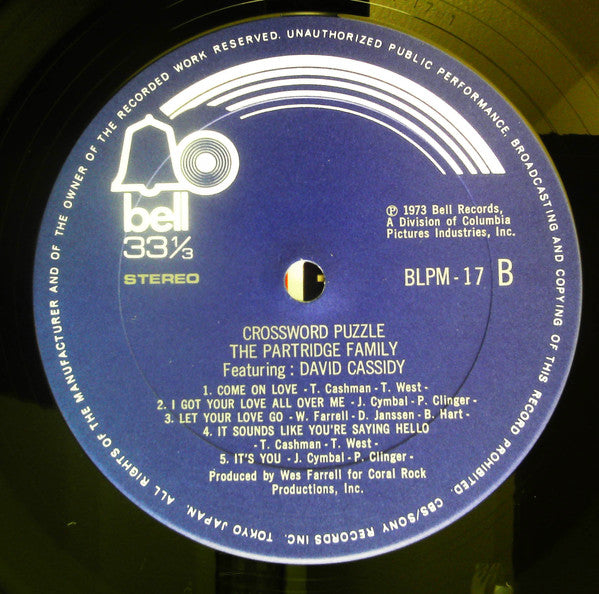 ALL RIGHTS OF THE MANUFACTURER AND OF THE OWNER OF THE RECORDED WORK RESERVED. UNAUTHORIZED PUBLIC PERFORMANCE, BROADCASTING AND COPYING OF THIS RECORD PROHIBITED. CBS/SONY RECORDS INC. TOKYO JAPAN.
bell
33 1/3
STEREO
℗ 1973 Bell Records,
A Division of Columbia
Pictures Industries, Inc.
BLPM-17 B
CROSSWORD PUZZLE
THE PARTRIDGE FAMILY
Featuring : DAVID CASSIDY
1. COME ON LOVE - T. Cashman - T. West -
2. I GOT YOUR LOVE ALL OVER ME - J. Cymbal - P. Clinger -
3. LET YOUR LOVE GO - W. Farrell - D. Janssen - B. Hart -
4. IT SOUNDS LIKE YOU'RE SAYING HELLO
- T. Cashman - T. West -
5. IT'S YOU - J. Cymbal - P. Clinger -
Produced by Wes Farrell for Coral Rock
Productions, Inc.